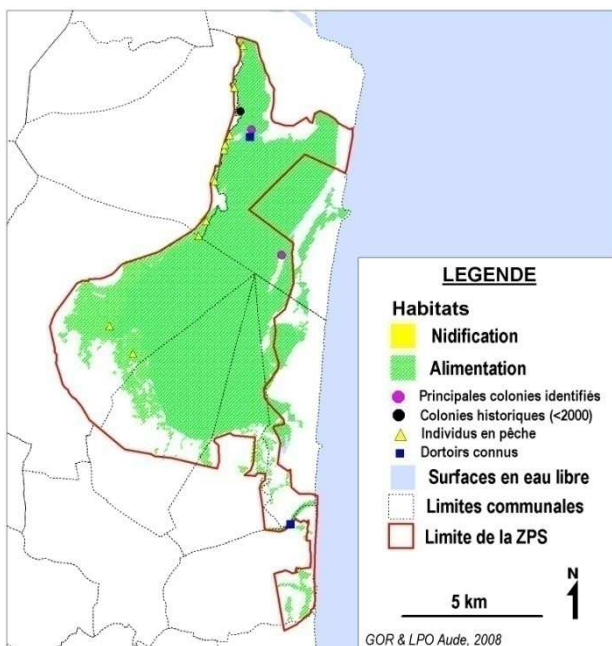 LEGENDE
Habitats
Nidification
Alimentation
Principales colonies identifiés
Colonies historiques (<2000)
Individus en pêche
Dortoirs connus
Surfaces en eau libre
Limites communales
Limite de la ZPS
N
5 km
GOR & LPO Aude, 2008